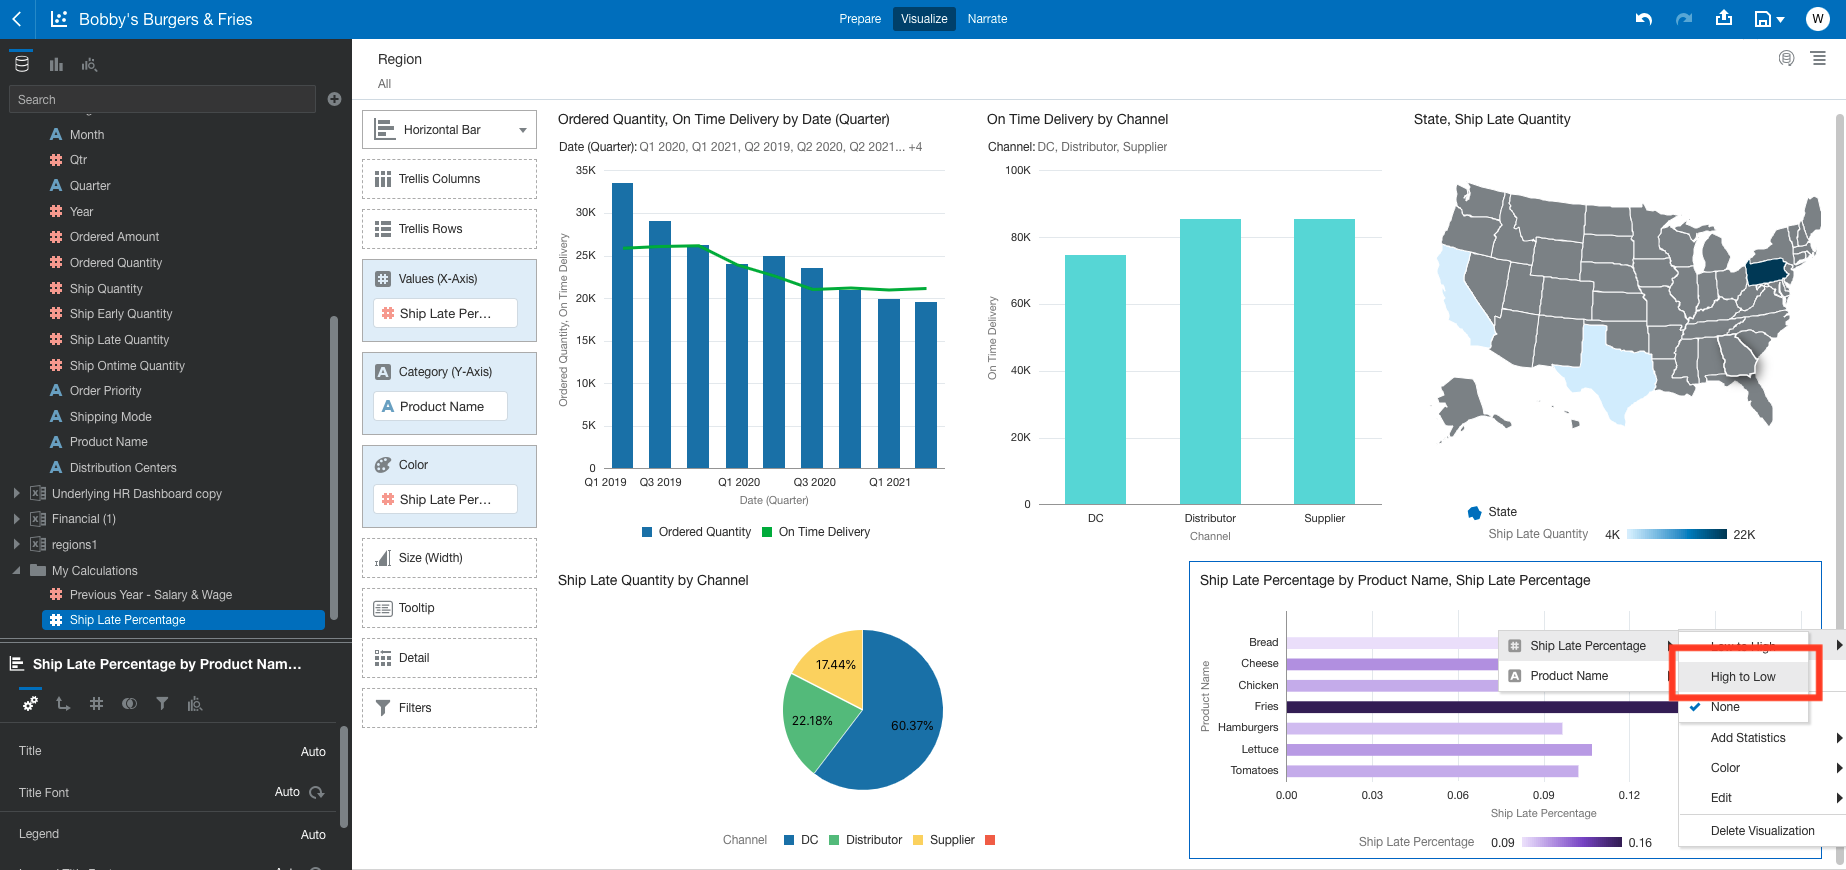 Bobby's Burgers & Fries
Prepare
Visualize
Narrate
W
Search
Month
Qtr
Quarter
Year
Ordered Amount
Ordered Quantity
Ship Quantity
Ship Early Quantity
Ship Late Quantity
Ship Ontime Quantity
Order Priority
Shipping Mode
Product Name
Distribution Centers
Underlying HR Dashboard copy
Financial (1)
regions1
My Calculations
Previous Year - Salary & Wage
Ship Late Percentage
Ship Late Percentage by Product Nam...
Title
Auto
Title Font
Auto
Legend
Auto
Region
All
Horizontal Bar
Trellis Columns
Trellis Rows
Values (X-Axis)
Ship Late Per...
Category (Y-Axis)
Product Name
Color
Ship Late Per...
Size (Width)
Tooltip
Detail
Filters
Ordered Quantity, On Time Delivery by Date (Quarter)
Date (Quarter): Q1 2020, Q1 2021, Q2 2019, Q2 2020, Q2 2021... +4
Ordered Quantity, On Time Delivery
35K
30K
25K
20K
15K
10K
5K
0
Q1 2019 Q3 2019 Q1 2020 Q3 2020 Q1 2021
Date (Quarter)
Ordered Quantity On Time Delivery
On Time Delivery by Channel
Channel: DC, Distributor, Supplier
On Time Delivery
100K
80K
60K
40K
20K
0
DC Distributor Supplier
Channel
State, Ship Late Quantity
State
Ship Late Quantity 4K 22K
Ship Late Quantity by Channel
17.44%
22.18%
60.37%
Channel DC Distributor Supplier
Ship Late Percentage by Product Name, Ship Late Percentage
Product Name
Bread
Cheese
Chicken
Fries
Hamburgers
Lettuce
Tomatoes
0.00 0.03 0.06 0.09 0.12
Ship Late Percentage
Ship Late Percentage 0.09 0.16
Ship Late Percentage
Product Name
Low to High
High to Low
None
Add Statistics
Color
Edit
Delete Visualization